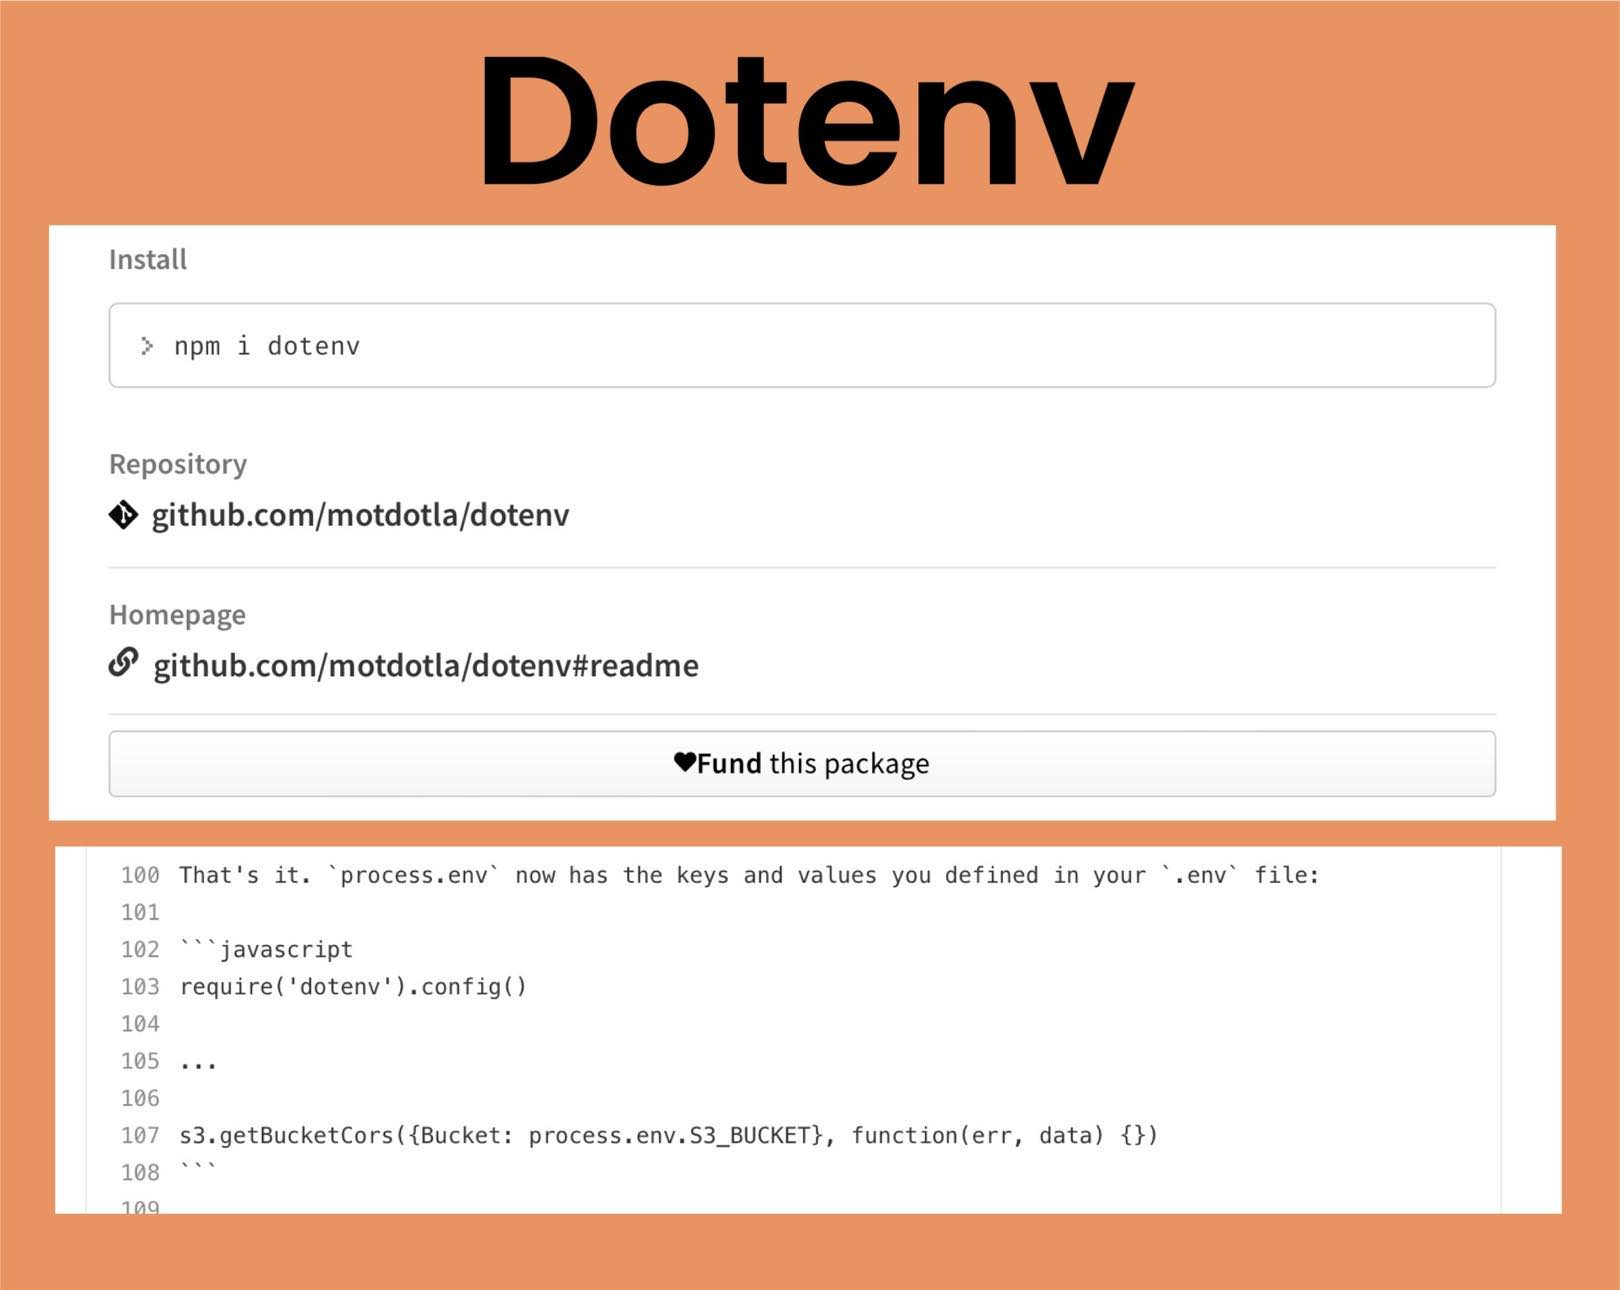 Dotenv
Install
> npm i dotenv
Repository
github.com/motdotla/dotenv
Homepage
github.com/motdotla/dotenv#readme
♥Fund this package
100 That's it. `process.env` now has the keys and values you defined in your `.env` file:
101
102 ```javascript
103 require('dotenv').config()
104
105 ...
106
107 s3.getBucketCors({Bucket: process.env.S3_BUCKET}, function(err, data) {})
108 ```
109